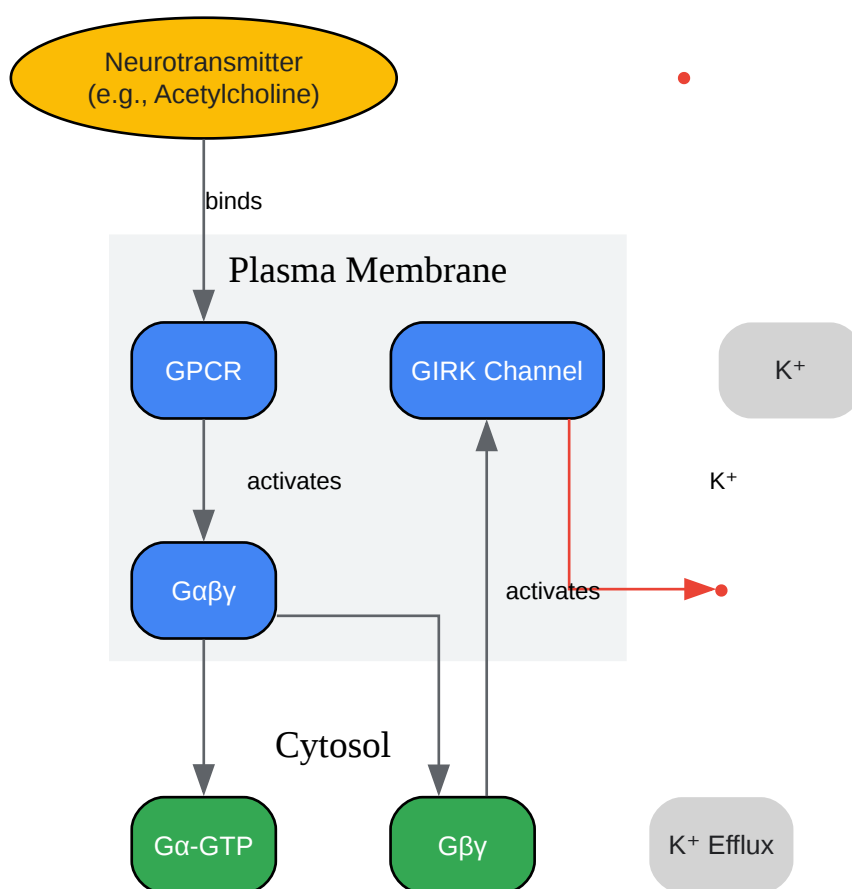 Neurotransmitter
(e.g., Acetylcholine)
binds
Plasma Membrane
GPCR
GIRK Channel
K⁺
activates
K⁺
Gαβγ
activates
Cytosol
Gα-GTP
Gβγ
K⁺ Efflux